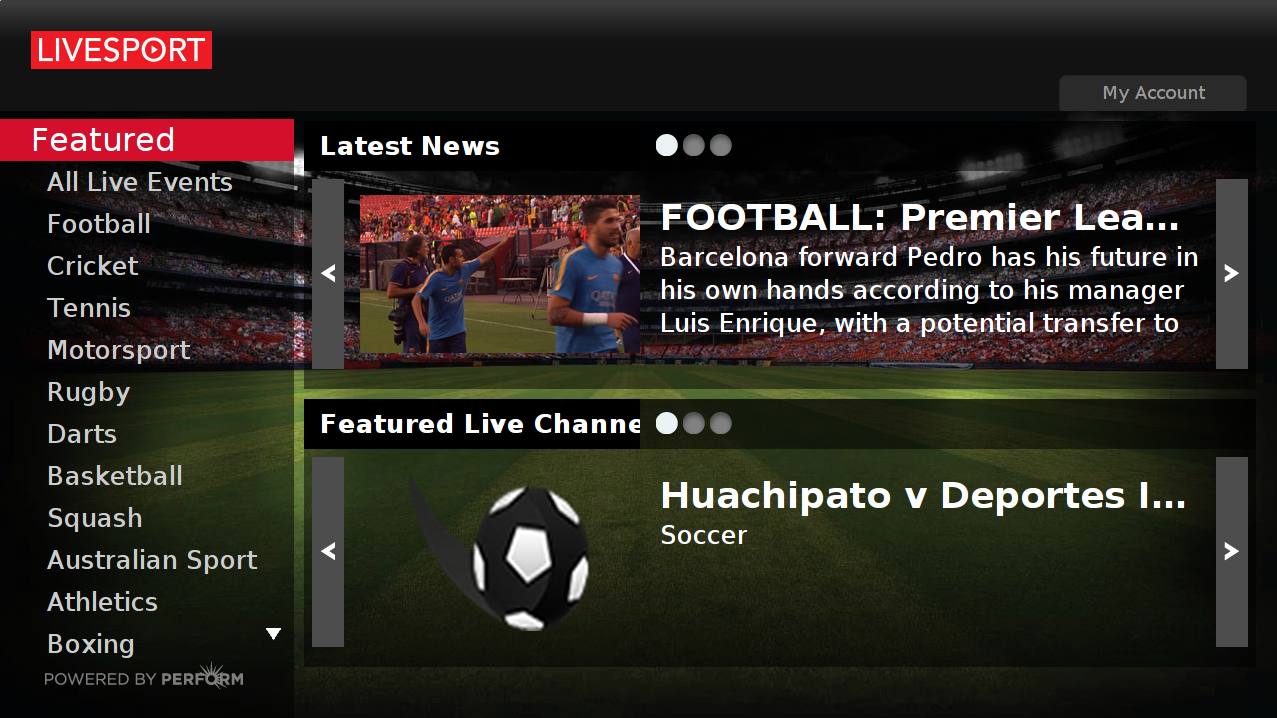 LIVESPORT
My Account
Featured
All Live Events
Football
Cricket
Tennis
Motorsport
Rugby
Darts
Basketball
Squash
Australian Sport
Athletics
Boxing
POWERED BY PERFORM
Latest News
FOOTBALL: Premier Lea...
Barcelona forward Pedro has his future in
his own hands according to his manager
Luis Enrique, with a potential transfer to
Featured Live Channe
Huachipato v Deportes I...
Soccer